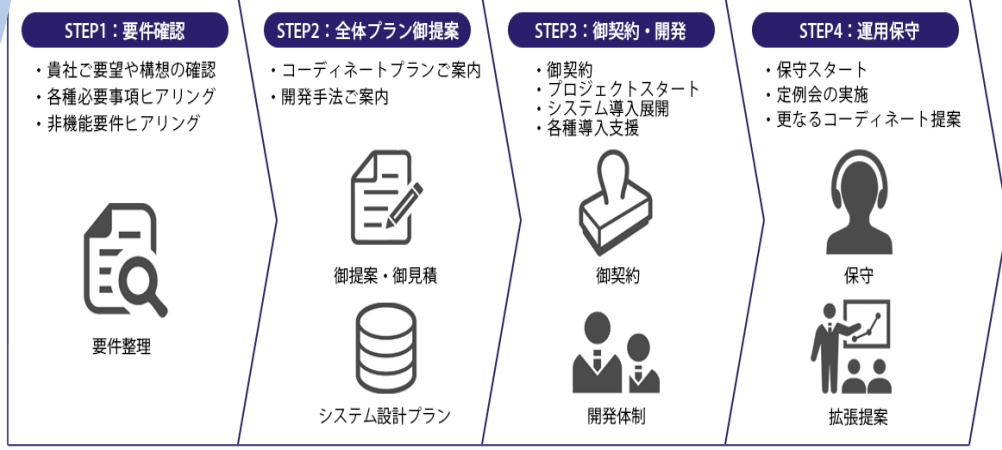 STEP1：要件確認
・貴社ご要望や構想の確認
・各種必要事項ヒアリング
・非機能要件ヒアリング
要件整理
STEP2：全体プラン御提案
・コーディネートプランご案内
・開発手法ご案内
御提案・御見積
システム設計プラン
STEP3：御契約・開発
・御契約
・プロジェクトスタート
・システム導入展開
・各種導入支援
御契約
開発体制
STEP4：運用保守
・保守スタート
・定例会の実施
・更なるコーディネート提案
保守
拡張提案